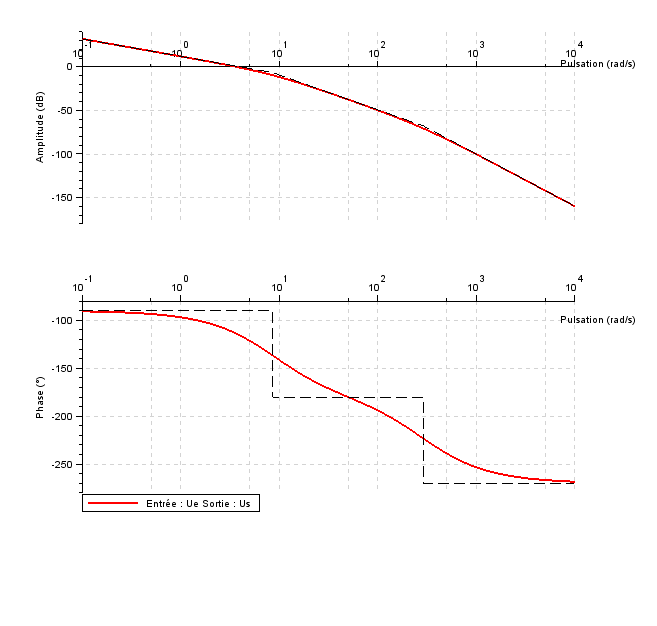 10^-1 10^0 10^1 10^2 10^3 10^4
Pulsation (rad/s)
0
-50
-100
-150
Amplitude (dB)
10^-1 10^0 10^1 10^2 10^3 10^4
Pulsation (rad/s)
-100
-150
-200
-250
Phase (°)
Entrée : Ue Sortie : Us